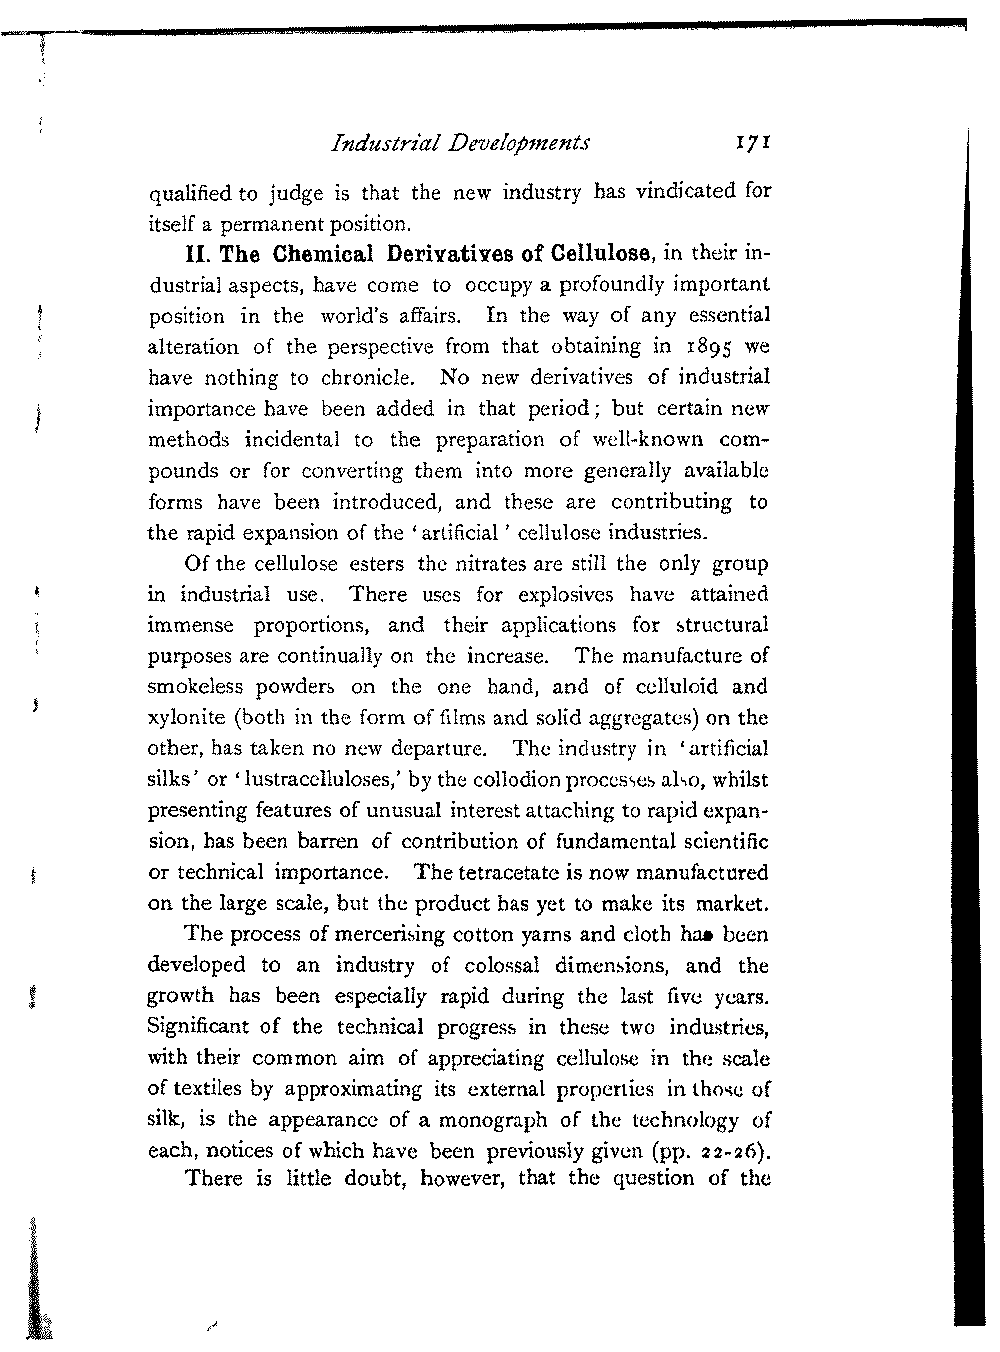 Industrial Developments 171
qualified to judge is that the new industry has vindicated for
itself a permanent position.
II. The Chemical Derivatives of Cellulose, in their in-
dustrial aspects, have come to occupy a profoundly important
position in the world's affairs. In the way of any essential
alteration of the perspective from that obtaining in 1895 we
have nothing to chronicle. No new derivatives of industrial
importance have been added in that period; but certain new
methods incidental to the preparation of well-known com-
pounds or for converting them into more generally available
forms have been introduced, and these are contributing to
the rapid expansion of the 'artificial' cellulose industries.
Of the cellulose esters the nitrates are still the only group
in industrial use. There uses for explosives have attained
immense proportions, and their applications for structural
purposes are continually on the increase. The manufacture of
smokeless powders on the one hand, and of celluloid and
xylonite (both in the form of films and solid aggregates) on the
other, has taken no new departure. The industry in 'artificial
silks' or 'lustracelluloses,' by the collodion processes also, whilst
presenting features of unusual interest attaching to rapid expan-
sion, has been barren of contribution of fundamental scientific
or technical importance. The tetracetate is now manufactured
on the large scale, but the product has yet to make its market.
The process of mercerising cotton yarns and cloth has been
developed to an industry of colossal dimensions, and the
growth has been especially rapid during the last five years.
Significant of the technical progress in these two industries,
with their common aim of appreciating cellulose in the scale
of textiles by approximating its external properties in those of
silk, is the appearance of a monograph of the technology of
each, notices of which have been previously given (pp. 22-26).
There is little doubt, however, that the question of the